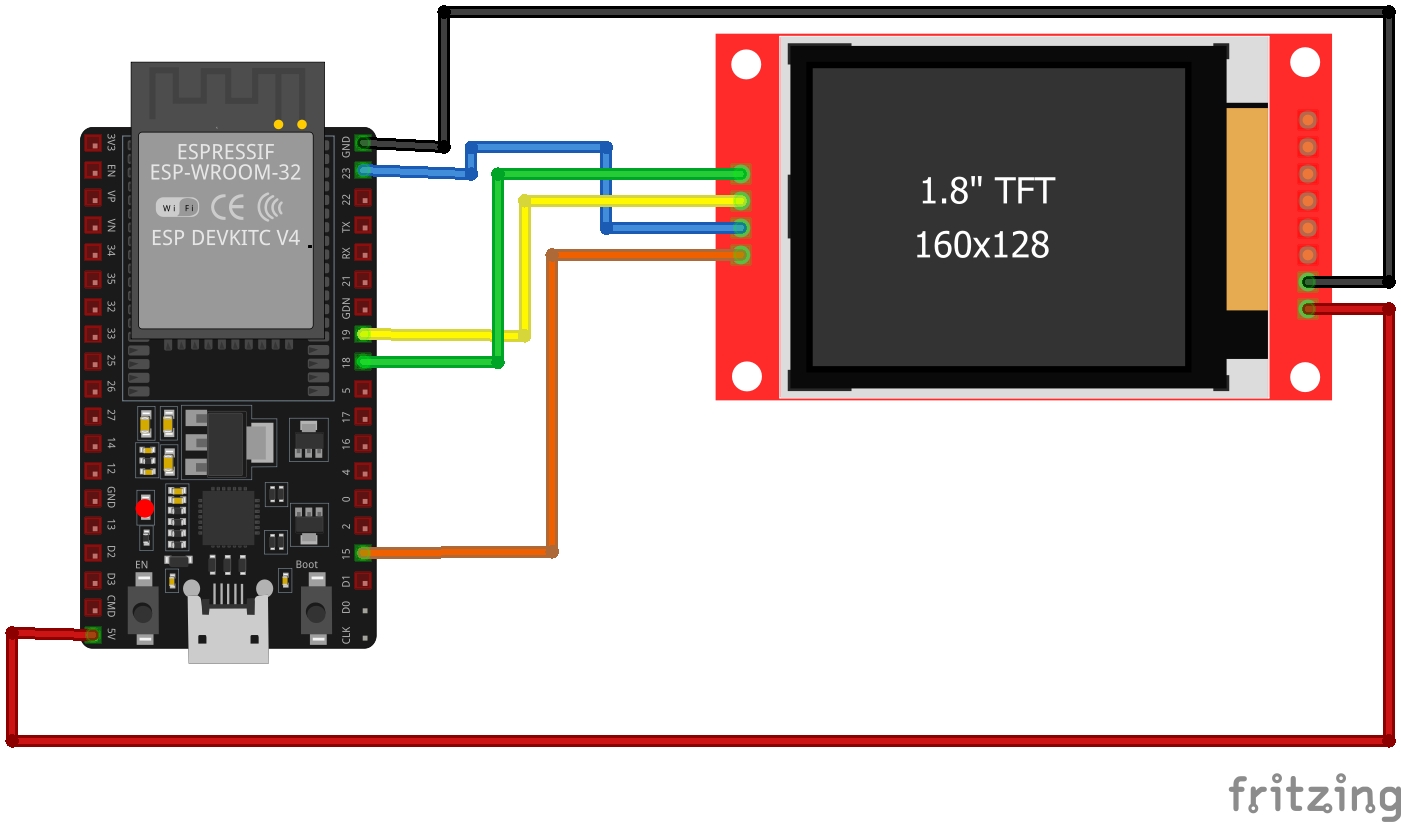 ESPRESSIF
ESP-WROOM-32
Wi Fi
CE
ESP DEVKITC V4
3V3
EN
VP
VN
34
35
32
33
25
26
27
14
12
GND
13
D2
D3
CMD
5V
GND
23
22
TX
RX
21
GDN
19
18
5
17
16
4
0
2
15
D1
D0
CLK
EN
Boot
1.8" TFT
160x128
fritzing